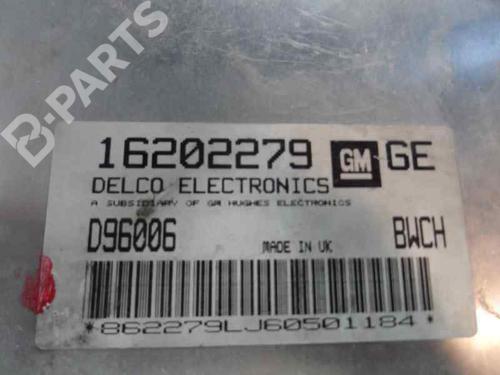 B-PARTS
16202279 GM GE
DELCO ELECTRONICS
A SUBSIDIARY OF GM HUGHES ELECTRONICS
D96006 MADE IN UK BWCH
*862279LJ60501184*